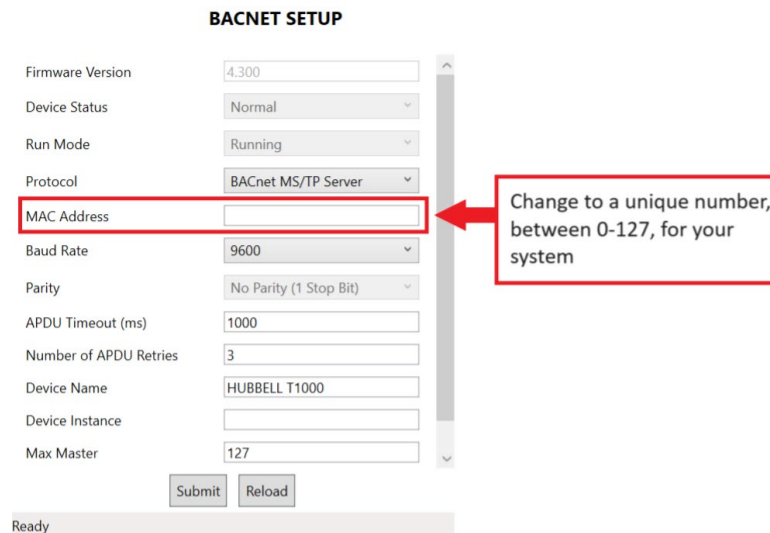 BACNET SETUP
Firmware Version 4.300
Device Status Normal
Run Mode Running
Protocol BACnet MS/TP Server
MAC Address
Change to a unique number,
between 0-127, for your
system
Baud Rate 9600
Parity No Parity (1 Stop Bit)
APDU Timeout (ms) 1000
Number of APDU Retries 3
Device Name HUBBELL T1000
Device Instance
Max Master 127
Submit Reload
Ready